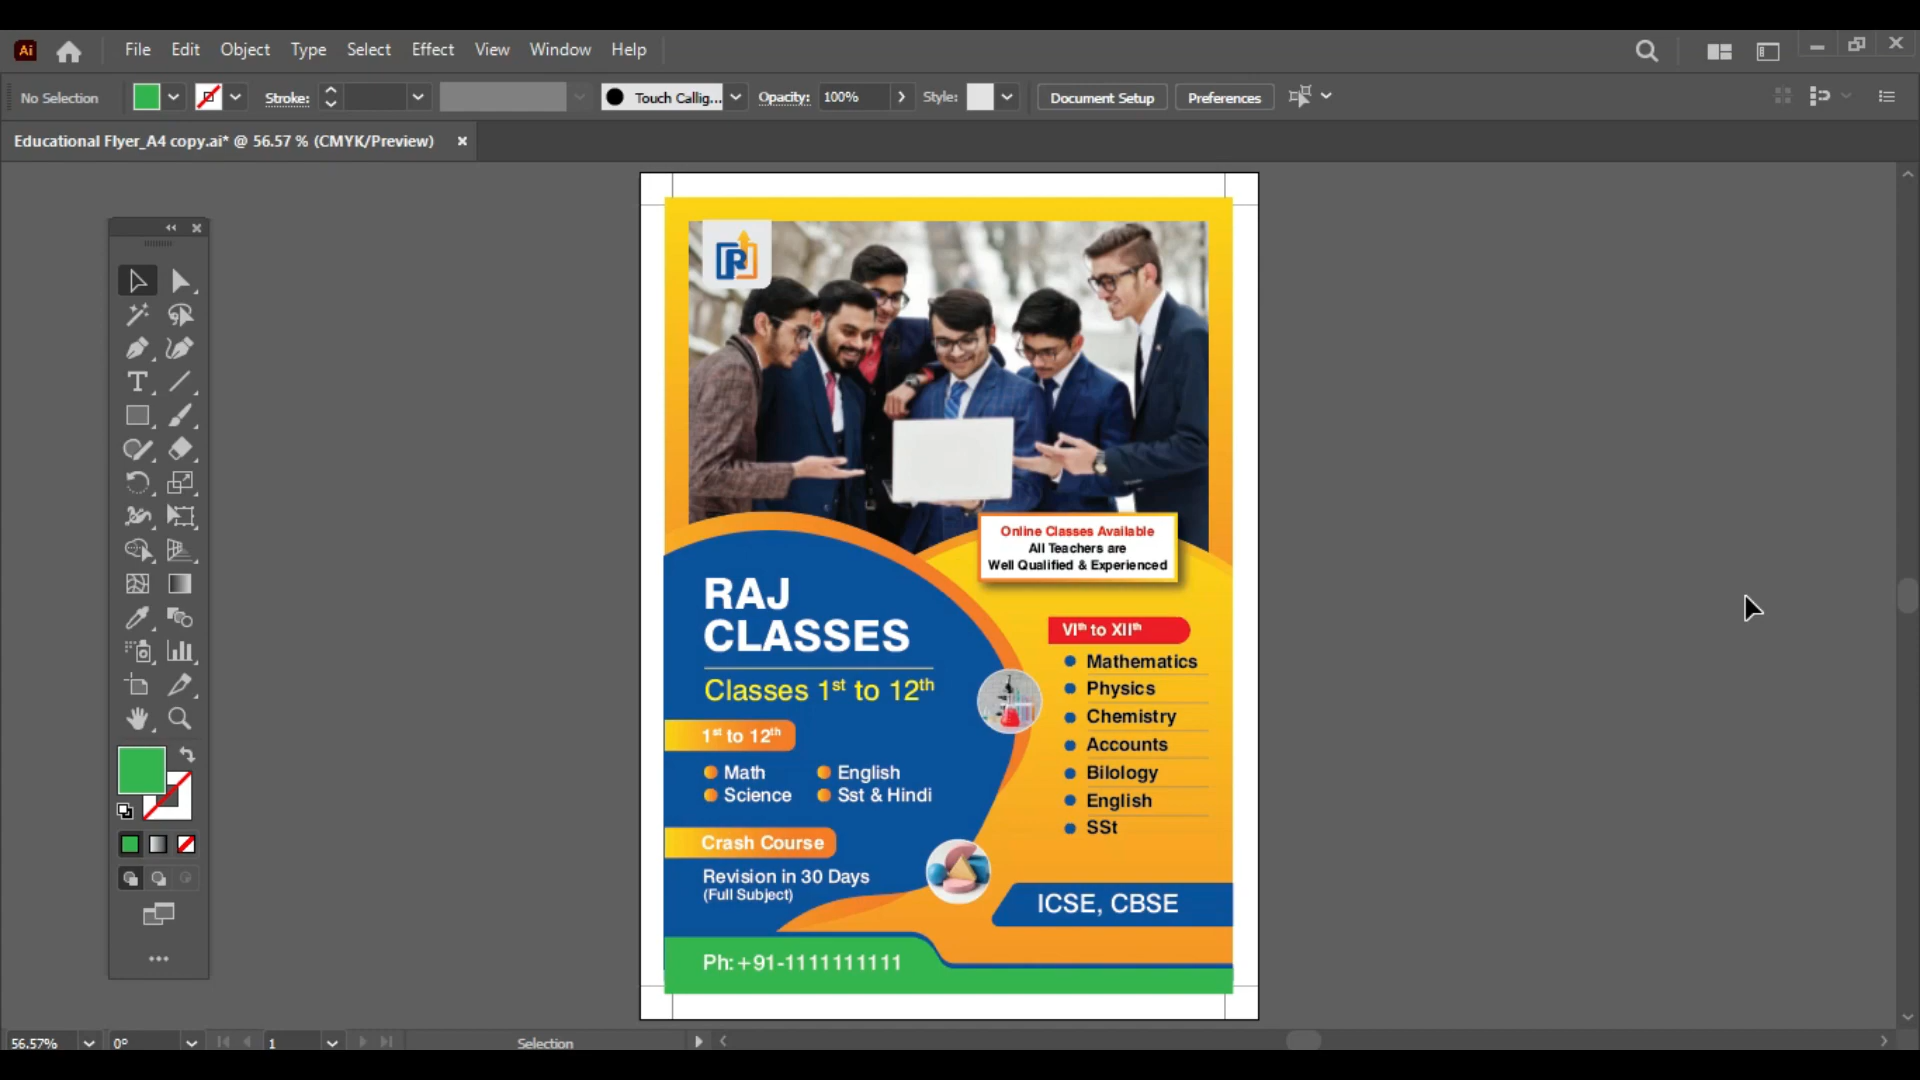 Ai
File Edit Object Type Select Effect View Window Help
No Selection
Stroke:
Touch Callig...
Opacity: 100%
Style:
Document Setup
Preferences
Educational Flyer_A4 copy.ai* @ 56.57 % (CMYK/Preview)
R
Online Classes Available
All Teachers are
Well Qualified & Experienced
RAJ
CLASSES
Classes 1st to 12th
1st to 12th
Math
English
Science
Sst & Hindi
Crash Course
Revision in 30 Days
(Full Subject)
VIth to XIIth
Mathematics
Physics
Chemistry
Accounts
Bilology
English
SSt
ICSE, CBSE
Ph:+91-1111111111
56.57%
0°
1
Selection